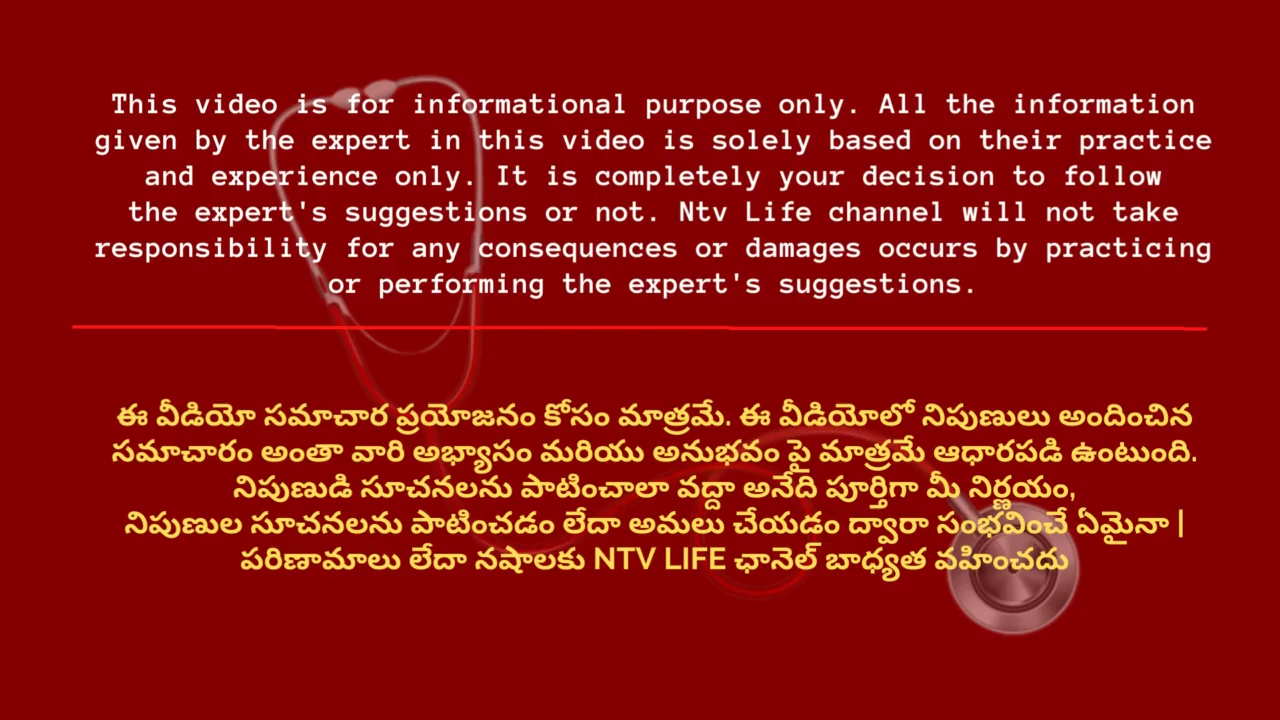 This video is for informational purpose only. All the information
given by the expert in this video is solely based on their practice
and experience only. It is completely your decision to follow
the expert's suggestions or not. Ntv Life channel will not take
responsibility for any consequences or damages occurs by practicing
or performing the expert's suggestions.
ఈ వీడియో సమాచార ప్రయోజనం కోసం మాత్రమే. ఈ వీడియోలో నిపుణులు అందించిన
సమాచారం అంతా వారి అభ్యాసం మరియు అనుభవం పై మాత్రమే ఆధారపడి ఉంటుంది.
నిపుణుడి సూచనలను పాటించాలా వద్దా అనేది పూర్తిగా మీ నిర్ణయం,
నిపుణుల సూచనలను పాటించడం లేదా అమలు చేయడం ద్వారా సంభవించే ఏమైనా |
పరిణామాలు లేదా నషాలకు NTV LIFE ఛానెల్ బాధ్యత వహించదు